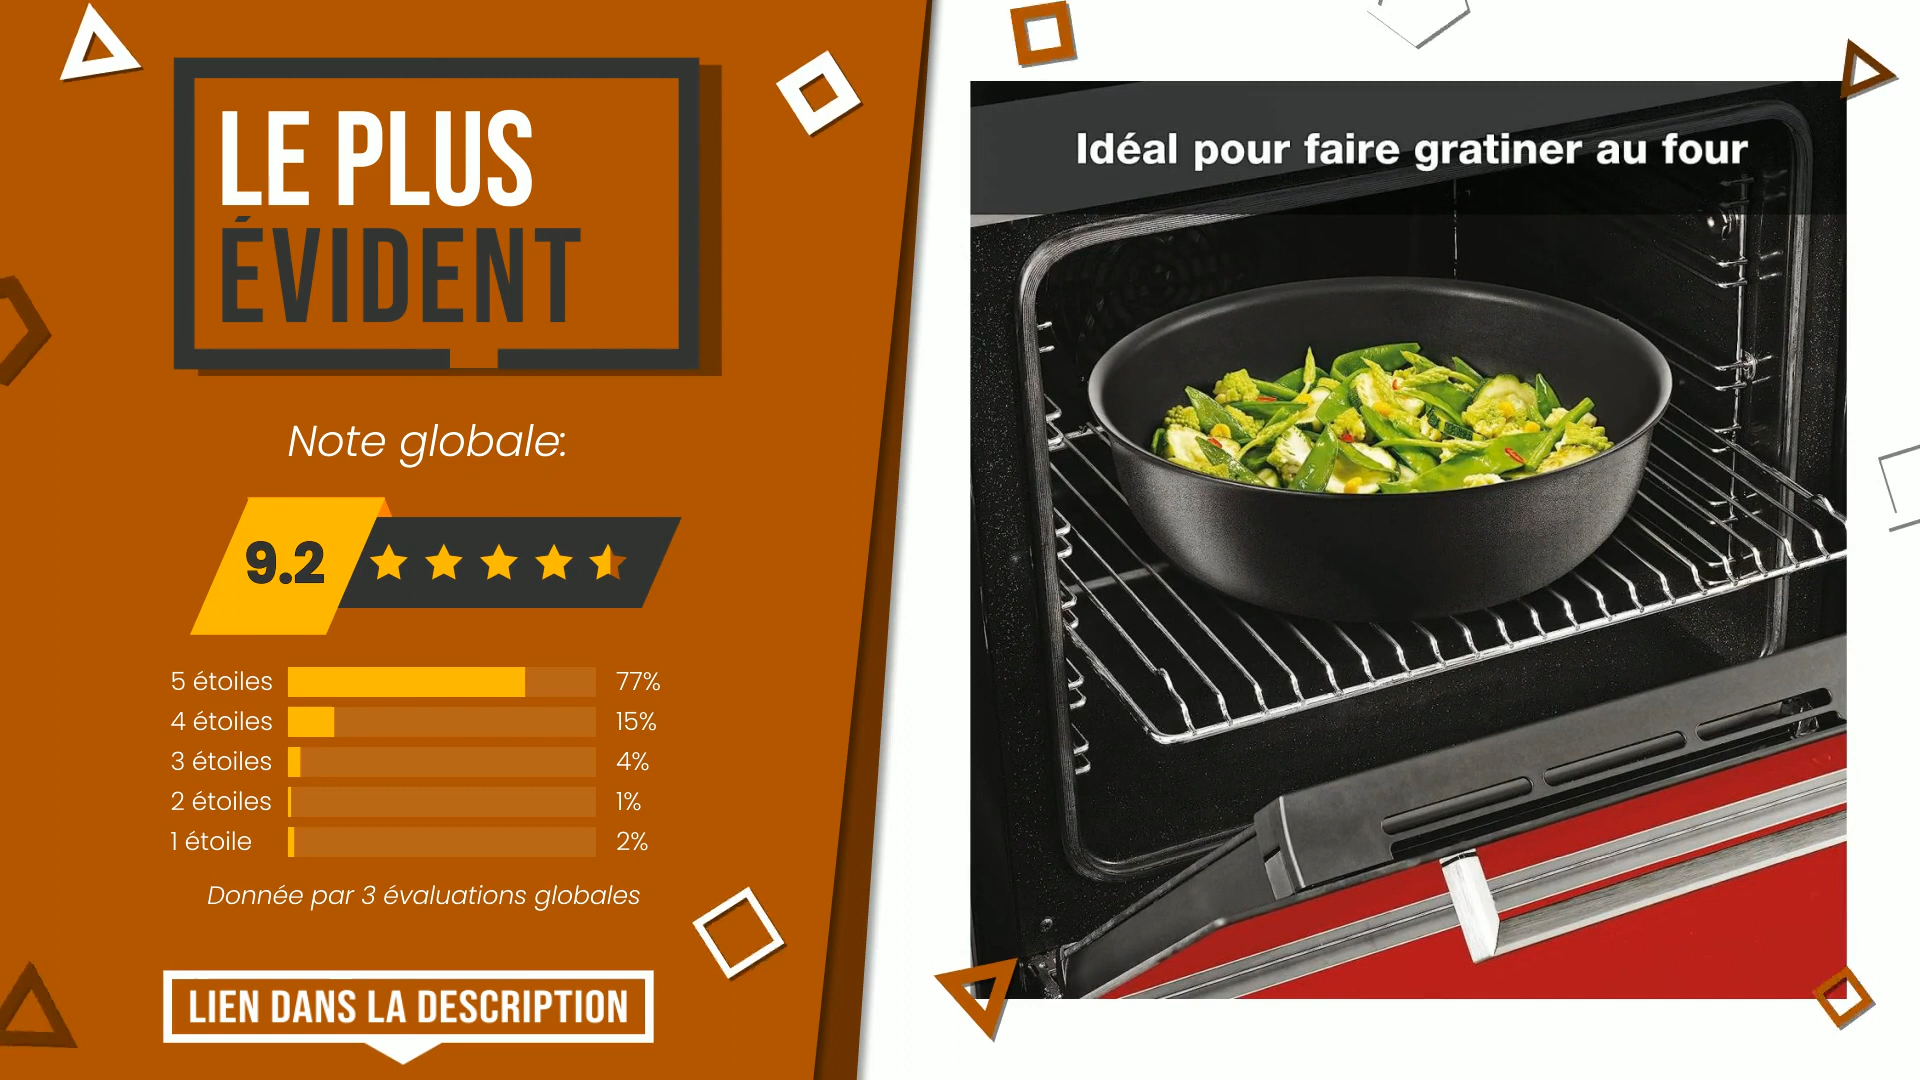 LE PLUS
ÉVIDENT
Note globale:
9.2
5 étoiles 77%
4 étoiles 15%
3 étoiles 4%
2 étoiles 1%
1 étoile 2%
Donnée par 3 évaluations globales
LIEN DANS LA DESCRIPTION
Idéal pour faire gratiner au four